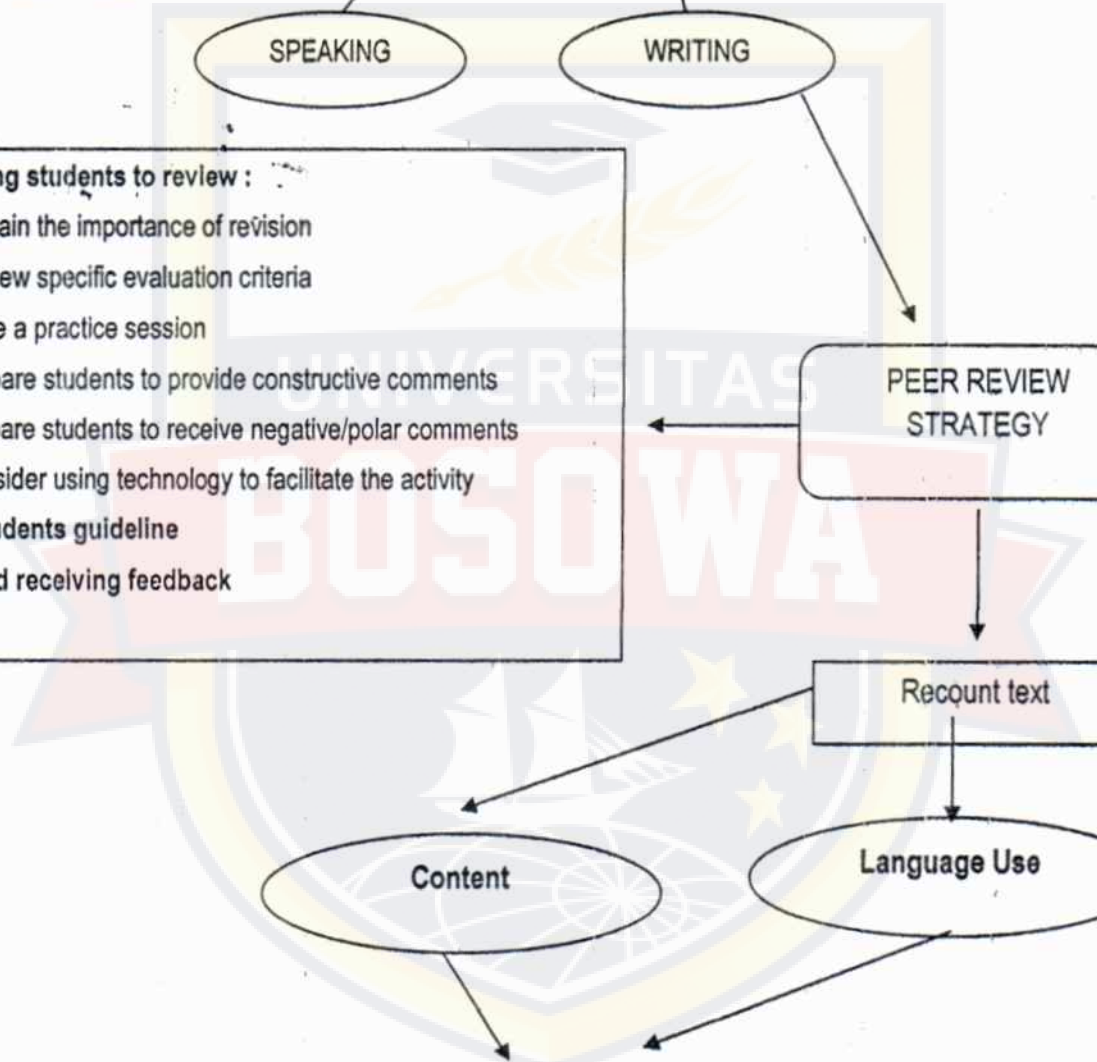 SPEAKING
WRITING
ng students to review :
ain the importance of revision
ew specific evaluation criteria
e a practice session
are students to provide constructive comments
are students to receive negative/polar comments
sider using technology to facilitate the activity
dents guideline
d receiving feedback
PEER REVIEW
STRATEGY
Recount text
Content
Language Use
UNIVERSITAS
BOSOWA